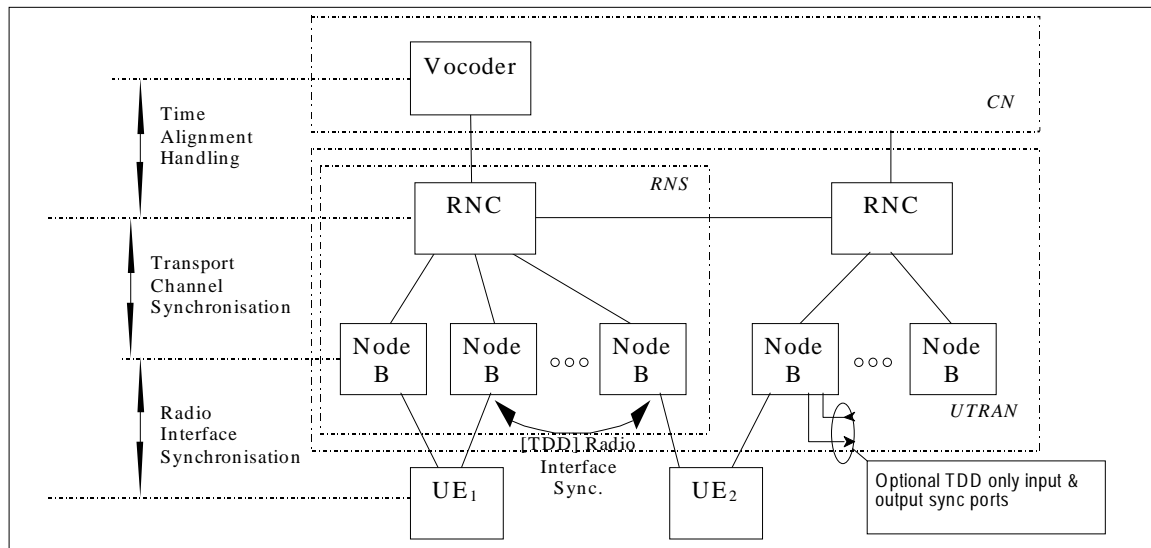 Vocoder
CN
Time
Alignment
Handling
RNS
RNC
RNC
Transport
Channel
Synchronisation
Node
B
Node
B
Node
B
Node
B
Node
B
UTRAN
Radio
Interface
Synchronisation
[TDD] Radio
Interface
Sync.
UE1
UE2
Optional TDD only input &
output sync ports